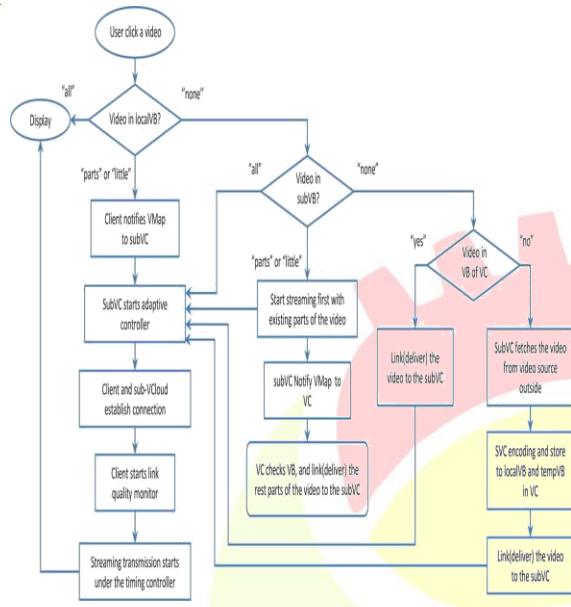 User click a video
"all"
"none"
Display
Video in localVB?
"parts" or "little"
"all"
Video in
subVB?
"none"
Client notifies VMap
to subVC
"parts" or "little"
"yes"
Video in
VB of VC
"no"
SubVC starts adaptive
controller
Start streaming first with
existing parts of the video
Link(deliver) the
video to the subVC
SubVC fetches the video
from video source
outside
Client and sub-VCloud
establish connection
subVC Notify VMap to
VC
Client starts link
quality monitor
VC checks VB, and link(deliver) the
rest parts of the video to the subVC
SVC encoding and store
to localVB and tempVB
in VC
Streaming transmission starts
under the timing controller
Link(deliver) the video
to the subVC